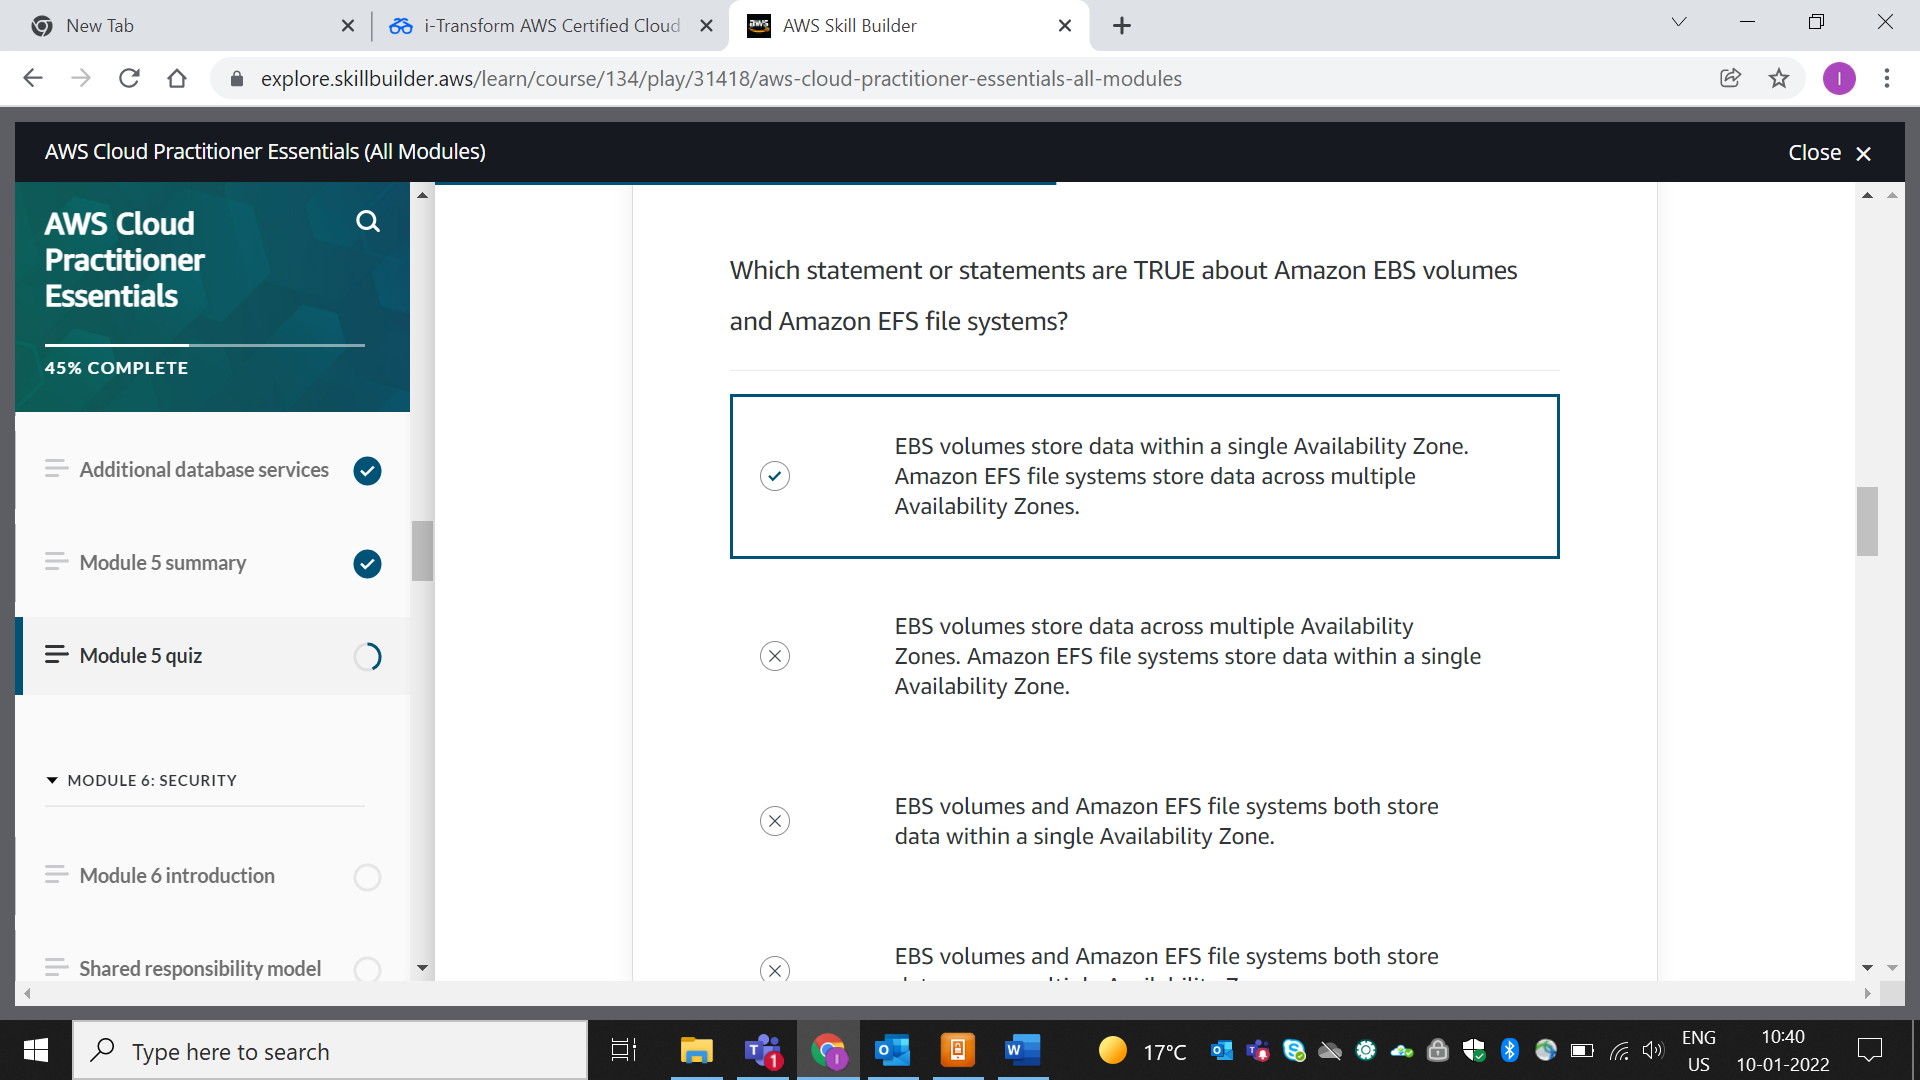 New Tab
i-Transform AWS Certified Cloud
AWS Skill Builder
explore.skillbuilder.aws/learn/course/134/play/31418/aws-cloud-practitioner-essentials-all-modules
I
AWS Cloud Practitioner Essentials (All Modules)
Close
AWS Cloud
Practitioner
Essentials
45% COMPLETE
Additional database services
Module 5 summary
Module 5 quiz
MODULE 6: SECURITY
Module 6 introduction
Shared responsibility model
Which statement or statements are TRUE about Amazon EBS volumes
and Amazon EFS file systems?
EBS volumes store data within a single Availability Zone.
Amazon EFS file systems store data across multiple
Availability Zones.
EBS volumes store data across multiple Availability
Zones. Amazon EFS file systems store data within a single
Availability Zone.
EBS volumes and Amazon EFS file systems both store
data within a single Availability Zone.
EBS volumes and Amazon EFS file systems both store
Type here to search
1
17°C
ENG
US
10:40
10-01-2022